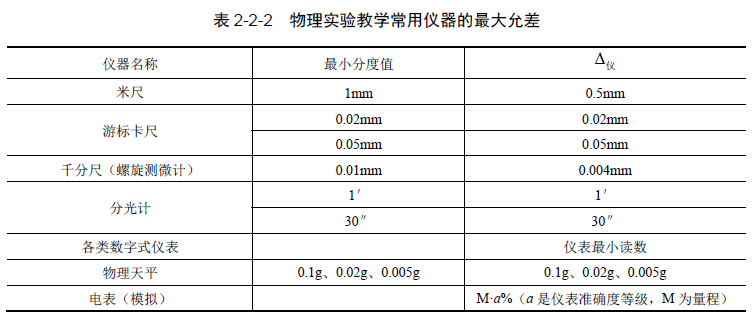 表 2-2-2 物理实验教学常用仪器的最大允差
仪器名称 最小分度值 Δ仪
米尺 1mm 0.5mm
游标卡尺 0.02mm 0.02mm
0.05mm 0.05mm
千分尺（螺旋测微计） 0.01mm 0.004mm
分光计 1′ 1′
30″ 30″
各类数字式仪表 仪表最小读数
物理天平 0.1g、0.02g、0.005g 0.1g、0.02g、0.005g
电表（模拟） M·a%（a 是仪表准确度等级，M 为量程）